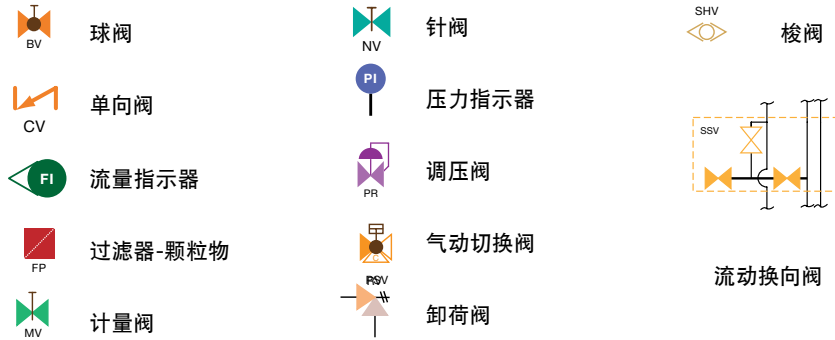 BV
球阀
CV
单向阀
FI
流量指示器
FP
过滤器-颗粒物
MV
计量阀
NV
针阀
PI
压力指示器
PR
调压阀
C
气动切换阀
RV
卸荷阀
SHV
梭阀
SSV
流动换向阀